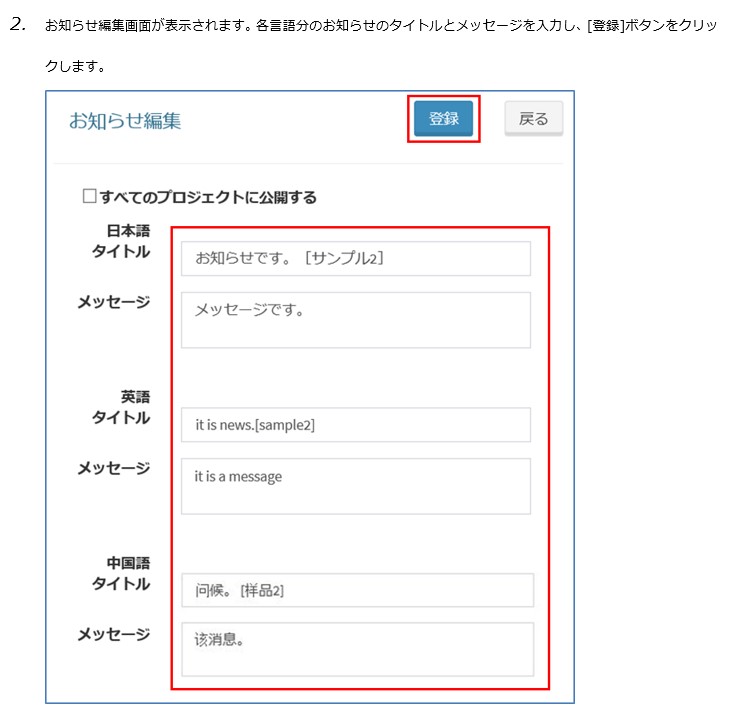 2. お知らせ編集画面が表示されます。各言語分のお知らせのタイトルとメッセージを入力し、[登録]ボタンをクリッ
クします。
お知らせ編集 登録 戻る
すべてのプロジェクトに公開する
日本語
タイトル お知らせです。［サンプル2］
メッセージ メッセージです。
英語
タイトル it is news.[sample2]
メッセージ it is a message
中国語
タイトル 问候。[样品2]
メッセージ 该消息。